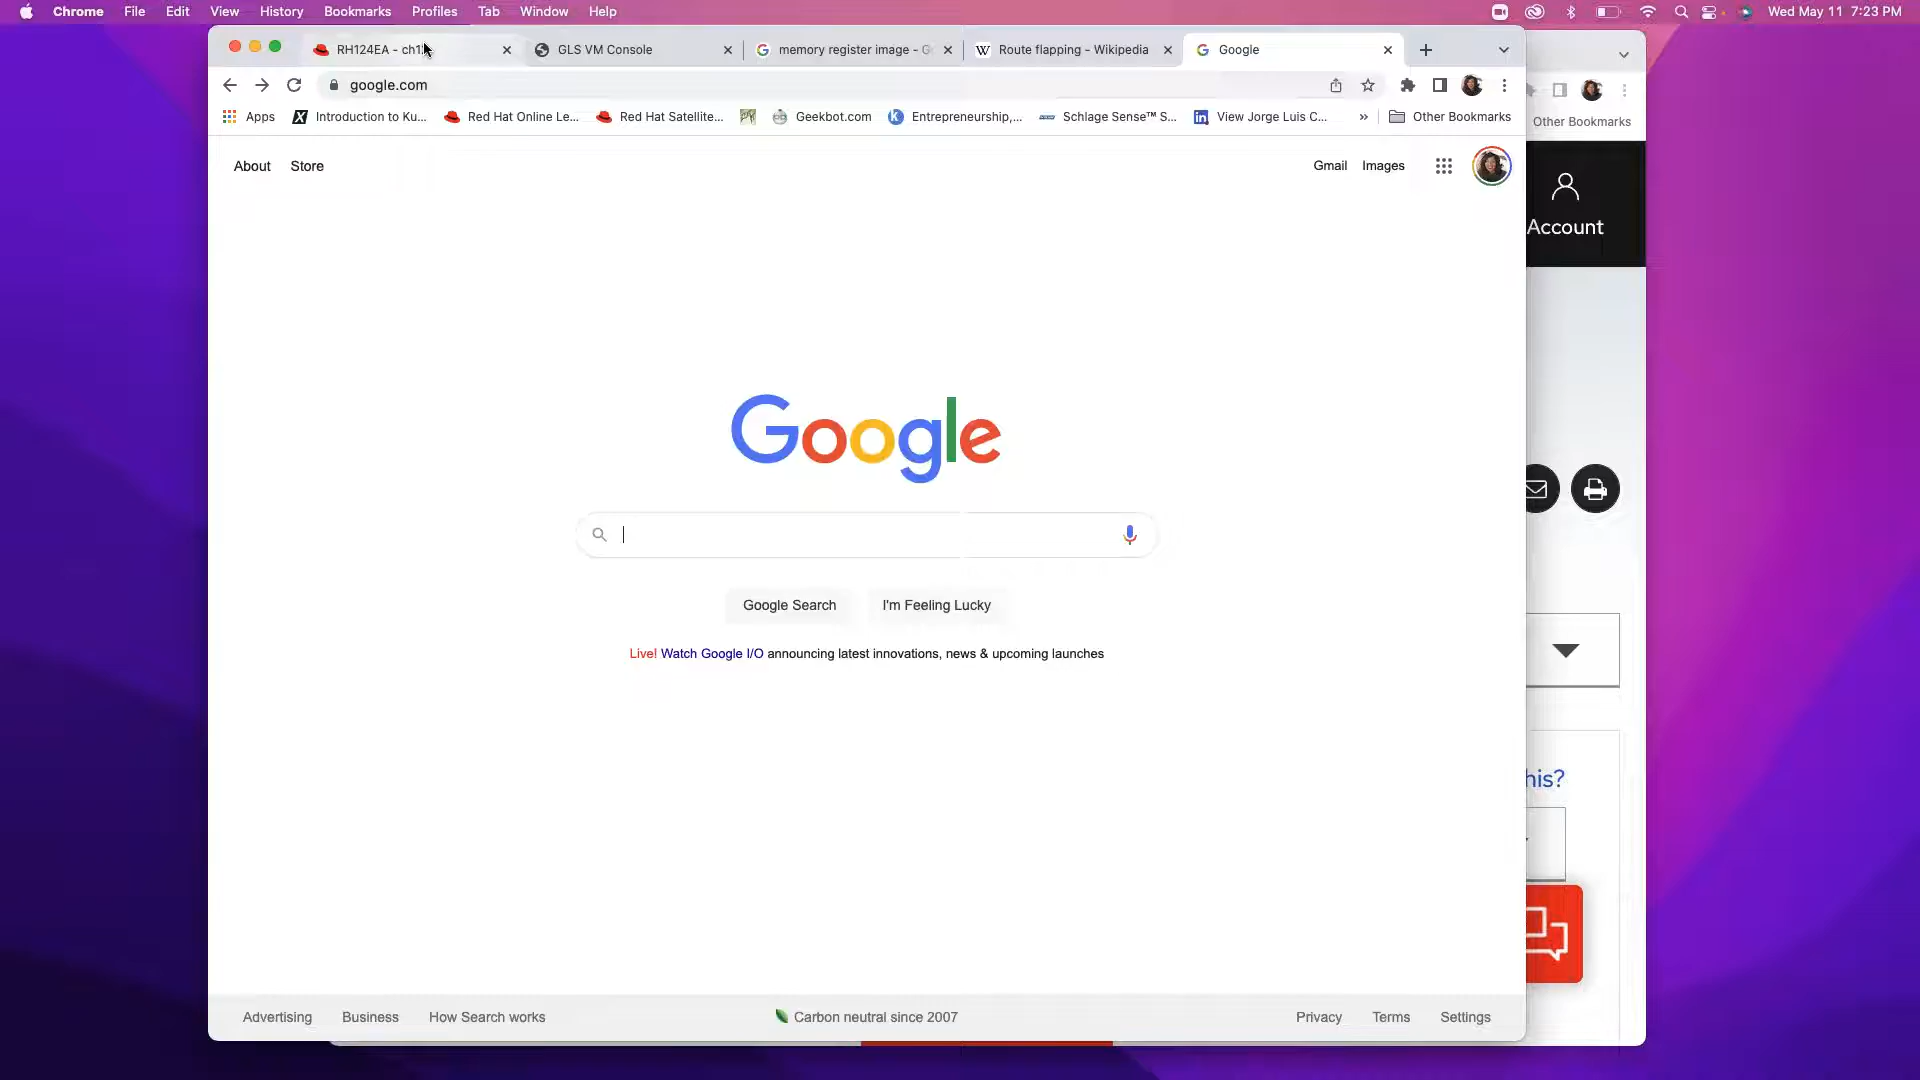 Chrome File Edit View History Bookmarks Profiles Tab Window Help Wed May 11 7:23 PM
RH124EA - ch1 GLS VM Console memory register image - G Route flapping - Wikipedia Google
google.com
Apps Introduction to Ku... Red Hat Online Le... Red Hat Satellite... Geekbot.com Entrepreneurship,... Schlage Sense™ S... View Jorge Luis C... » Other Bookmarks
Other Bookmarks
About Store Gmail Images
Account
Google
Google Search I'm Feeling Lucky
Live! Watch Google I/O announcing latest innovations, news & upcoming launches
his?
Advertising Business How Search works Carbon neutral since 2007 Privacy Terms Settings